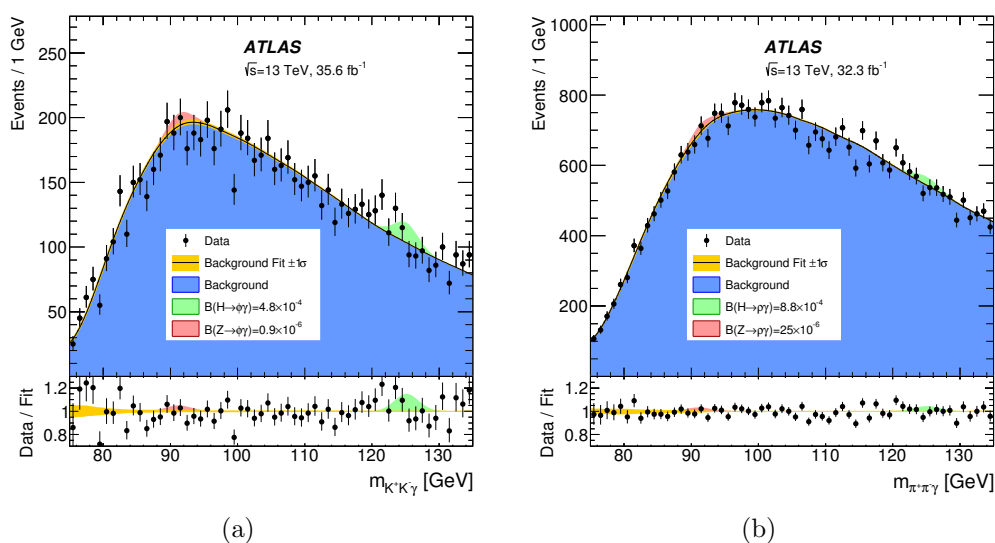 Events / 1 GeV
250
200
150
100
50
ATLAS
√s=13 TeV, 35.6 fb⁻¹
Data
Background Fit ±1σ
Background
B(H→φγ)=4.8×10⁻⁴
B(Z→φγ)=0.9×10⁻⁶
Data / Fit
1.2
1
0.8
80 90 100 110 120 130
m_K⁺K⁻γ [GeV]
(a)
Events / 1 GeV
1000
800
600
400
200
ATLAS
√s=13 TeV, 32.3 fb⁻¹
Data
Background Fit ±1σ
Background
B(H→ργ)=8.8×10⁻⁴
B(Z→ργ)=25×10⁻⁶
Data / Fit
1.2
1
0.8
80 90 100 110 120 130
m_π⁺π⁻γ [GeV]
(b)